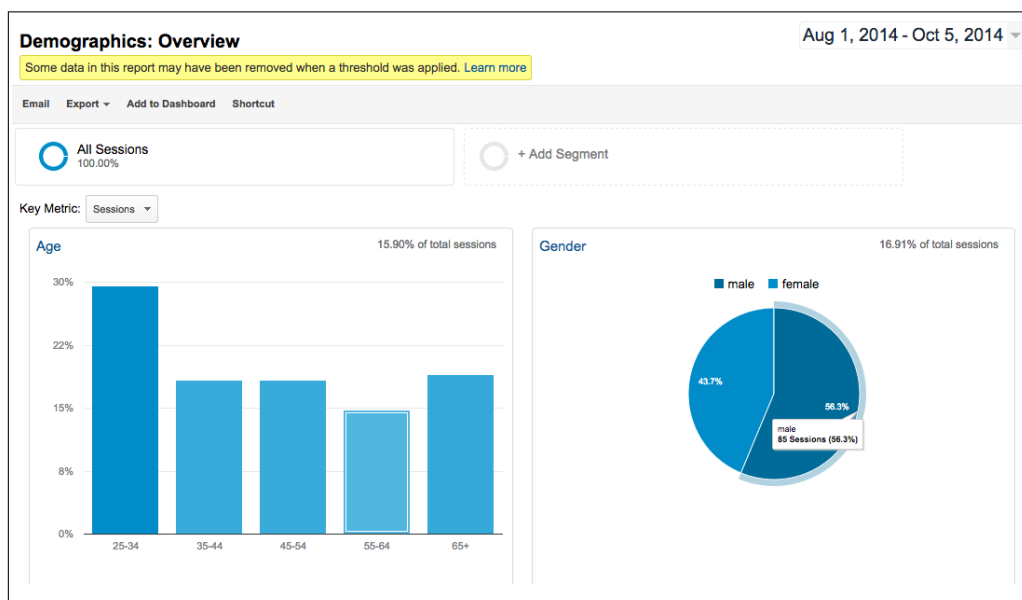 Demographics: Overview
Aug 1, 2014 - Oct 5, 2014
Some data in this report may have been removed when a threshold was applied. Learn more
Email Export Add to Dashboard Shortcut
All Sessions
100.00%
+ Add Segment
Key Metric: Sessions
Age
15.90% of total sessions
30%
22%
15%
8%
0%
25-34 35-44 45-54 55-64 65+
Gender
16.91% of total sessions
male female
43.7%
56.3%
male
85 Sessions (56.3%)